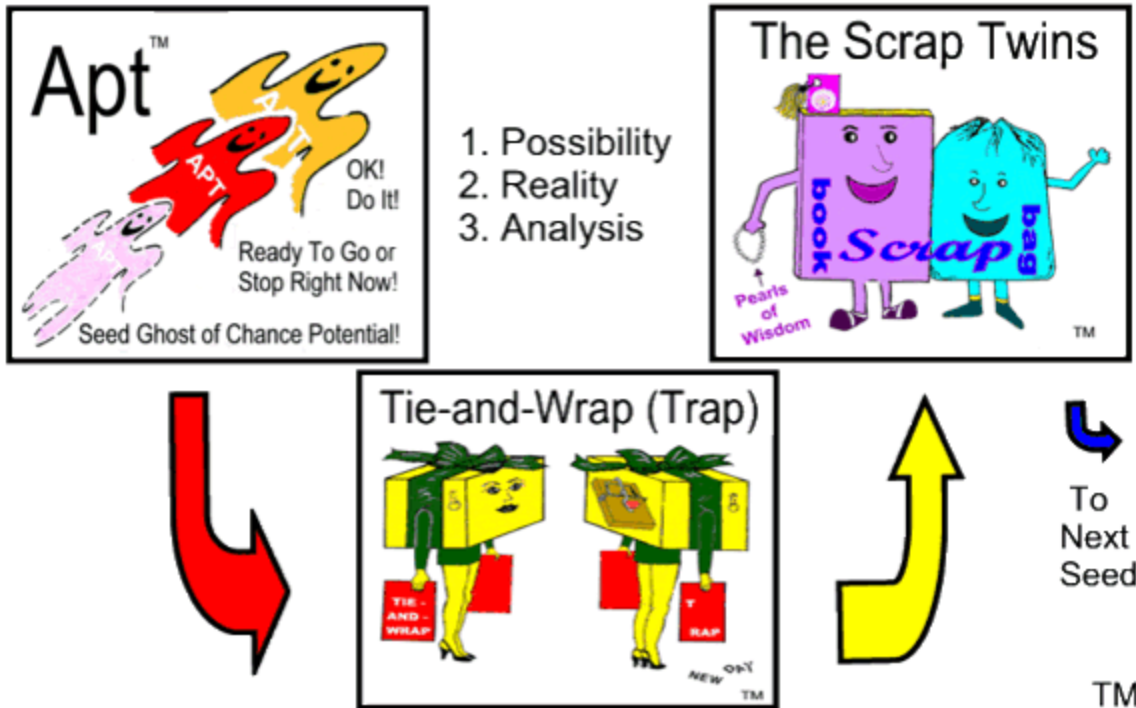 Apt™
APT
APT
APT
OK!
Do It!
Ready To Go or
Stop Right Now!
Seed Ghost of Chance Potential!
1. Possibility
2. Reality
3. Analysis
The Scrap Twins
book
Scrap
bag
Pearls
of
Wisdom
TM
Tie-and-Wrap (Trap)
TIE -
AND -
WRAP
T
RAP
NEW DAY
TM
To
Next
Seed
TM